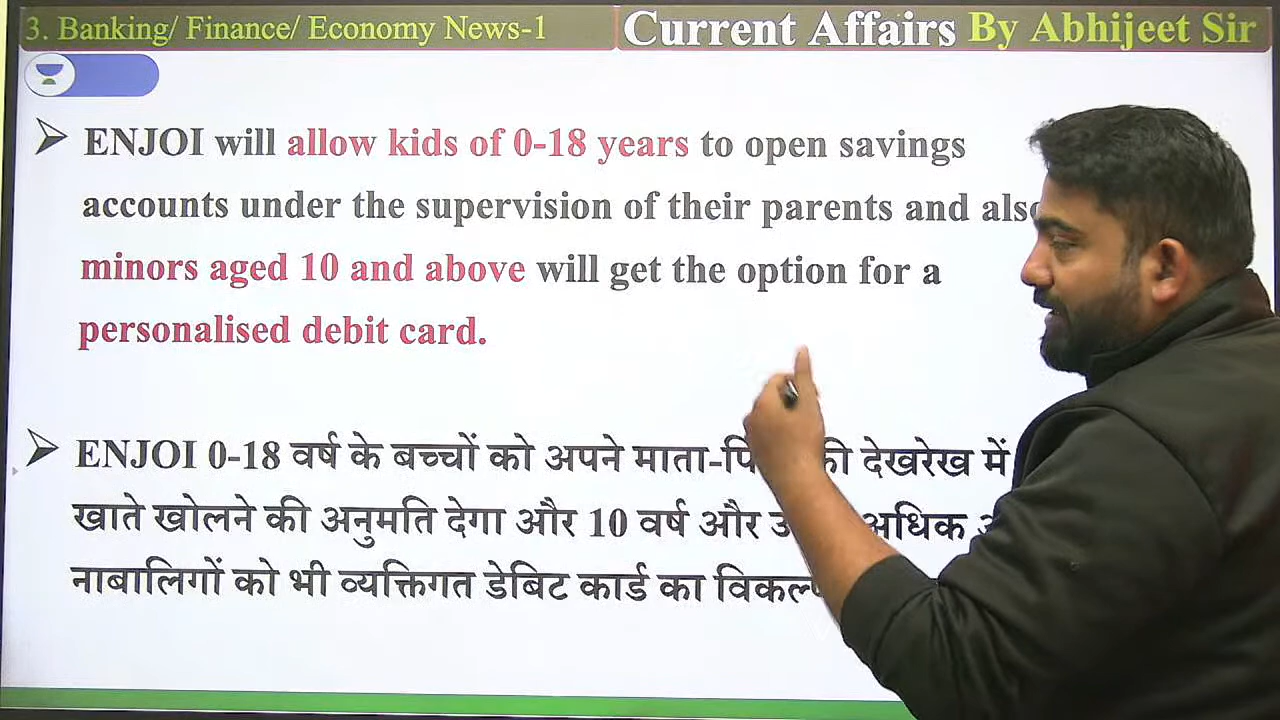 3. Banking/ Finance/ Economy News-1
Current Affairs By Abhijeet Sir
➤ ENJOI will allow kids of 0-18 years to open savings
accounts under the supervision of their parents and also
minors aged 10 and above will get the option for a
personalised debit card.
➤ ENJOI 0-18 वर्ष के बच्चों को अपने देखरेख में
खाते खोलने की अनुमति देगा और 10 वर्ष और अधिक
नाबालिगों को भी व्यक्तिगत डेबिट कार्ड का